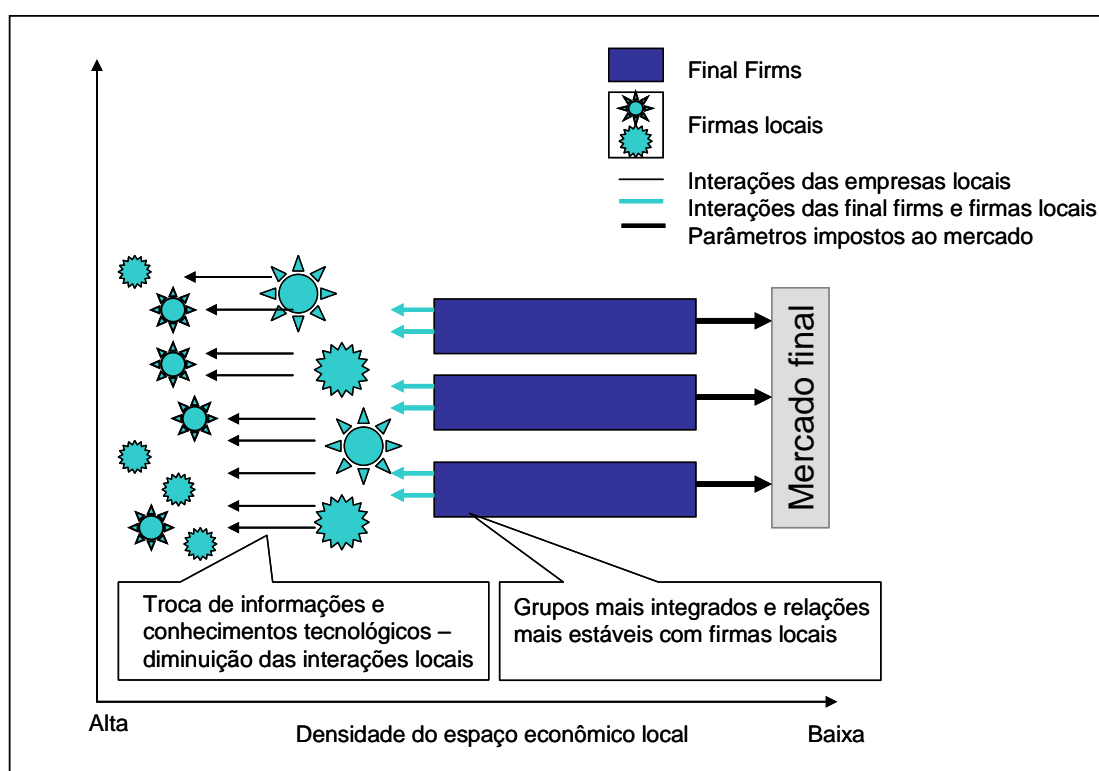 Final Firms
Firmas locais
Interações das empresas locais
Interações das final firms e firmas locais
Parâmetros impostos ao mercado
Mercado final
Troca de informações e
conhecimentos tecnológicos –
diminuição das interações locais
Grupos mais integrados e relações
mais estáveis com firmas locais
Alta
Densidade do espaço econômico local
Baixa